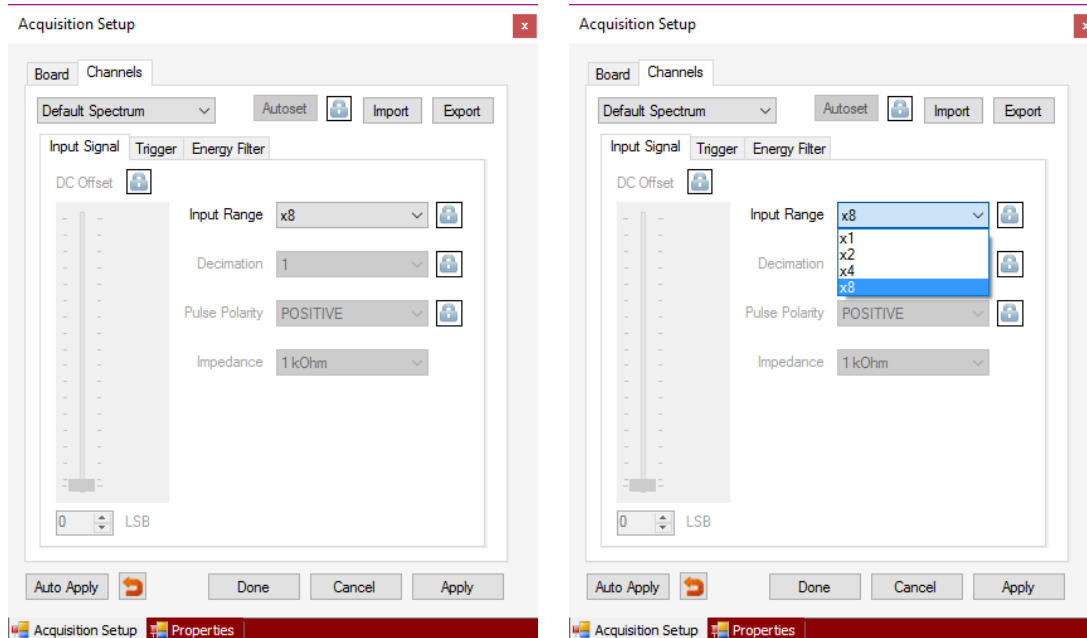 Acquisition Setup
x
Board Channels
Default Spectrum Autoset Import Export
Input Signal Trigger Energy Filter
DC Offset
Input Range x8
Decimation 1
Pulse Polarity POSITIVE
Impedance 1 kOhm
0 LSB
Auto Apply Done Cancel Apply
Acquisition Setup Properties
Acquisition Setup
x
Board Channels
Default Spectrum Autoset Import Export
Input Signal Trigger Energy Filter
DC Offset
Input Range x8
x1
x2
Decimation x4
x8
Pulse Polarity POSITIVE
Impedance 1 kOhm
0 LSB
Auto Apply Done Cancel Apply
Acquisition Setup Properties